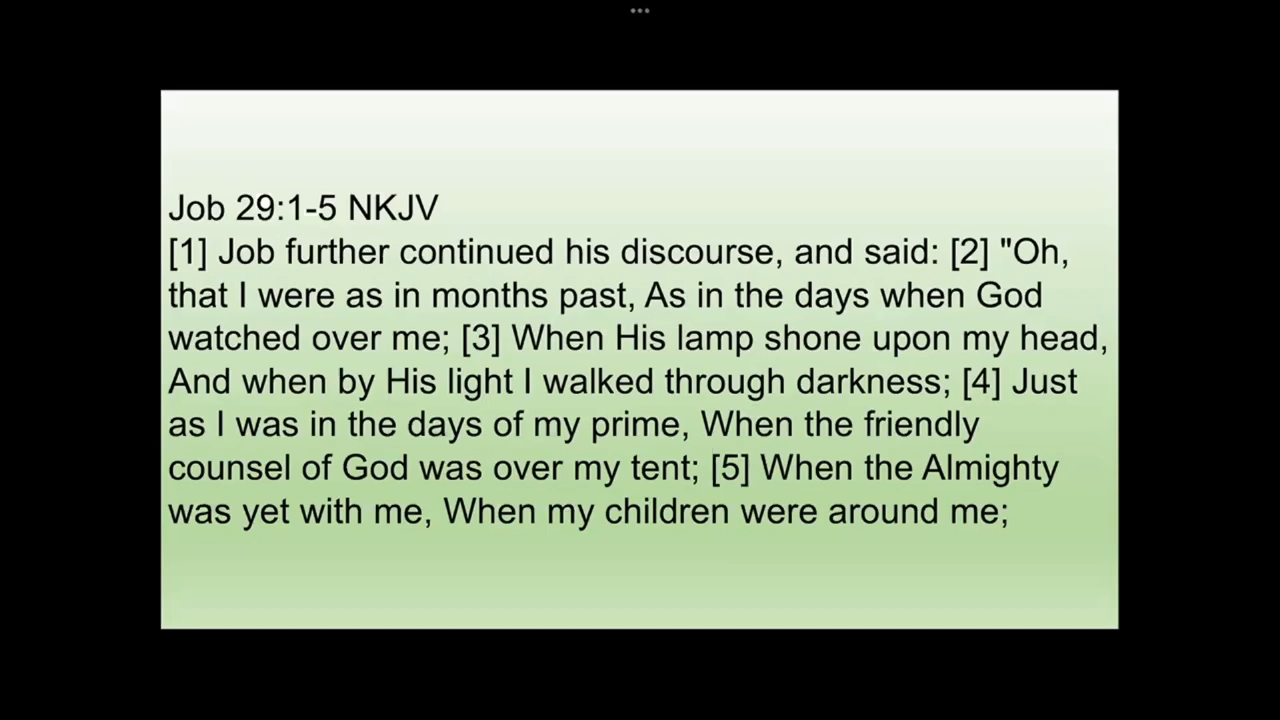 Job 29:1-5 NKJV
[1] Job further continued his discourse, and said: [2] "Oh,
that I were as in months past, As in the days when God
watched over me; [3] When His lamp shone upon my head,
And when by His light I walked through darkness; [4] Just
as I was in the days of my prime, When the friendly
counsel of God was over my tent; [5] When the Almighty
was yet with me, When my children were around me;